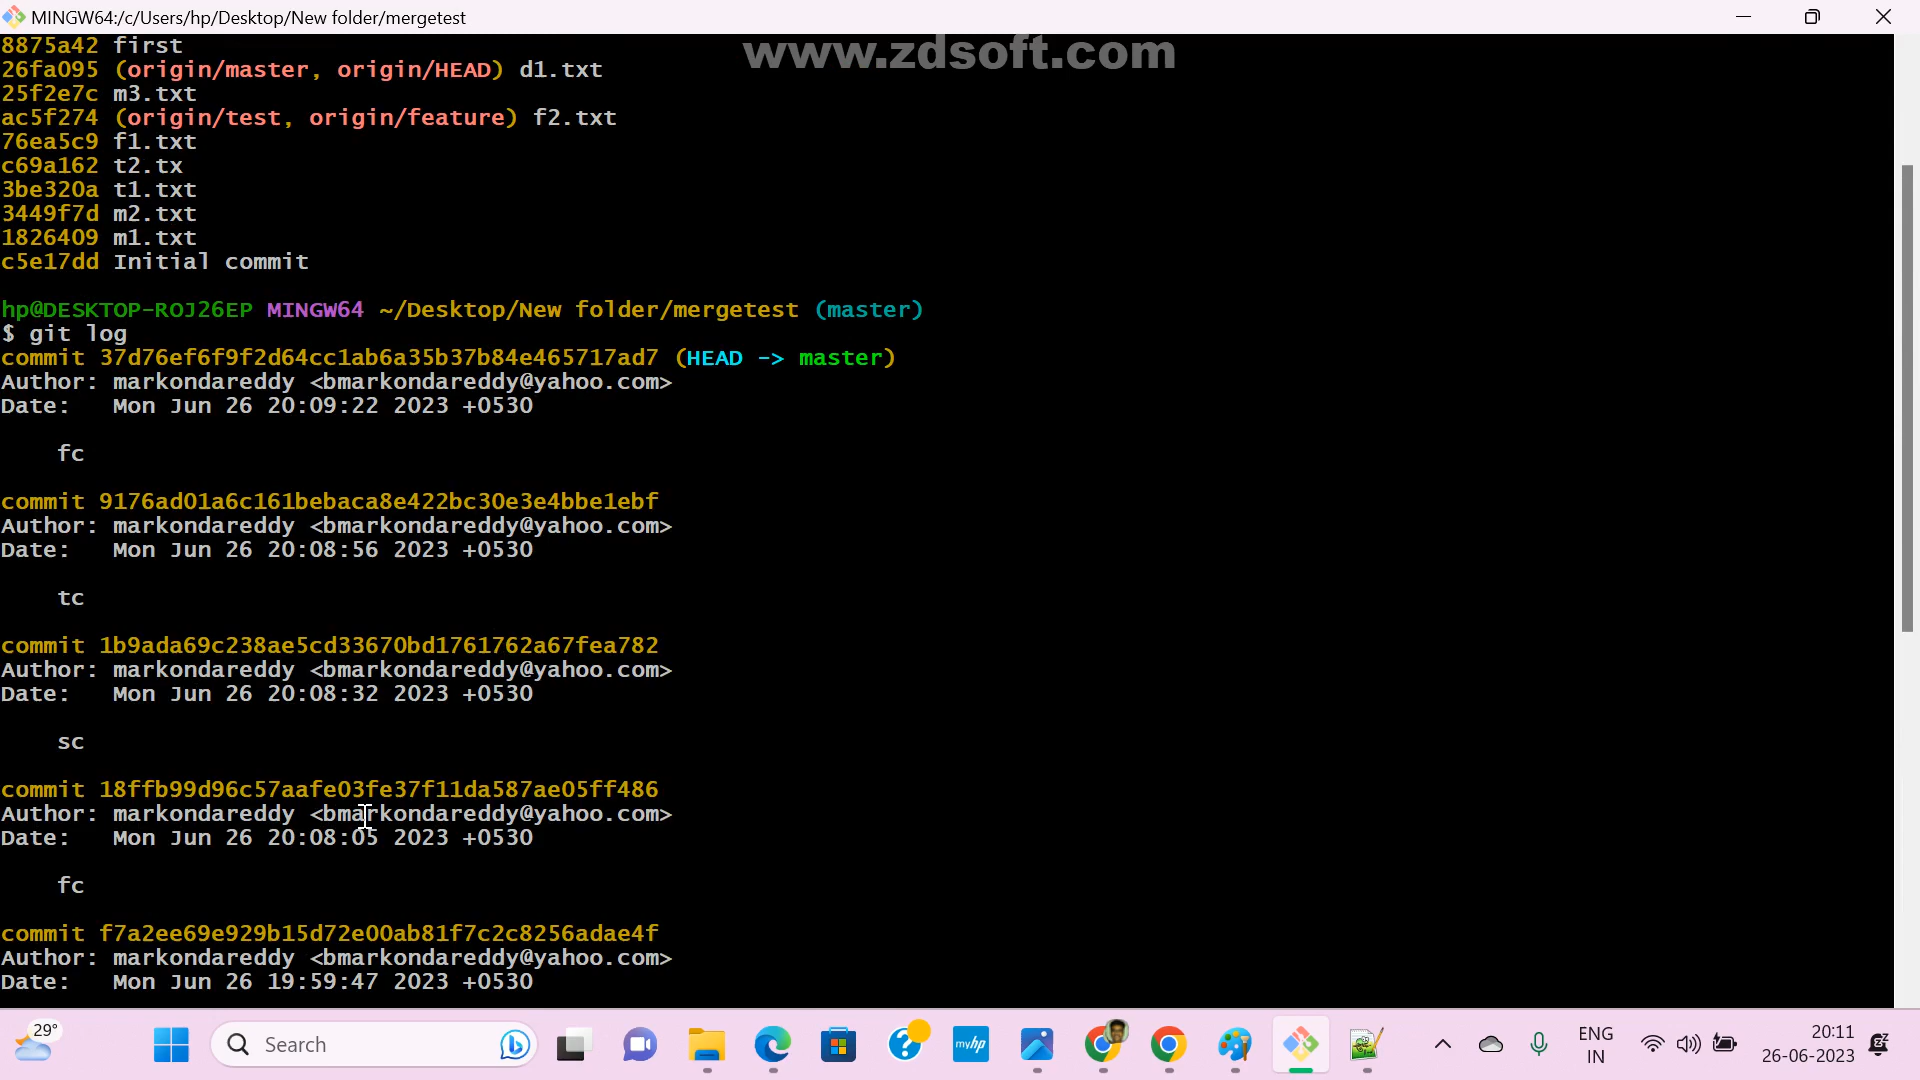 MINGW64:/c/Users/hp/Desktop/New folder/mergetest
www.zdsoft.com
8875a42 first
26fa095 (origin/master, origin/HEAD) d1.txt
25f2e7c m3.txt
ac5f274 (origin/test, origin/feature) f2.txt
76ea5c9 f1.txt
c69a162 t2.tx
3be320a t1.txt
3449f7d m2.txt
1826409 m1.txt
c5e17dd Initial commit
hp@DESKTOP-ROJ26EP MINGW64 ~/Desktop/New folder/mergetest (master)
$ git log
commit 37d76ef6f9f2d64cc1ab6a35b37b84e465717ad7 (HEAD -> master)
Author: markondareddy <bmarkondareddy@yahoo.com>
Date:   Mon Jun 26 20:09:22 2023 +0530
fc
commit 9176ad01a6c161bebaca8e422bc30e3e4bbe1ebf
Author: markondareddy <bmarkondareddy@yahoo.com>
Date:   Mon Jun 26 20:08:56 2023 +0530
tc
commit 1b9ada69c238ae5cd33670bd1761762a67fea782
Author: markondareddy <bmarkondareddy@yahoo.com>
Date:   Mon Jun 26 20:08:32 2023 +0530
sc
commit 18ffb99d96c57aafe03fe37f11da587ae05ff486
Author: markondareddy <bmarkondareddy@yahoo.com>
Date:   Mon Jun 26 20:08:05 2023 +0530
fc
commit f7a2ee69e929b15d72e00ab81f7c2c8256adae4f
Author: markondareddy <bmarkondareddy@yahoo.com>
Date:   Mon Jun 26 19:59:47 2023 +0530
29°
Search
myhp
ENG
IN
20:11
26-06-2023